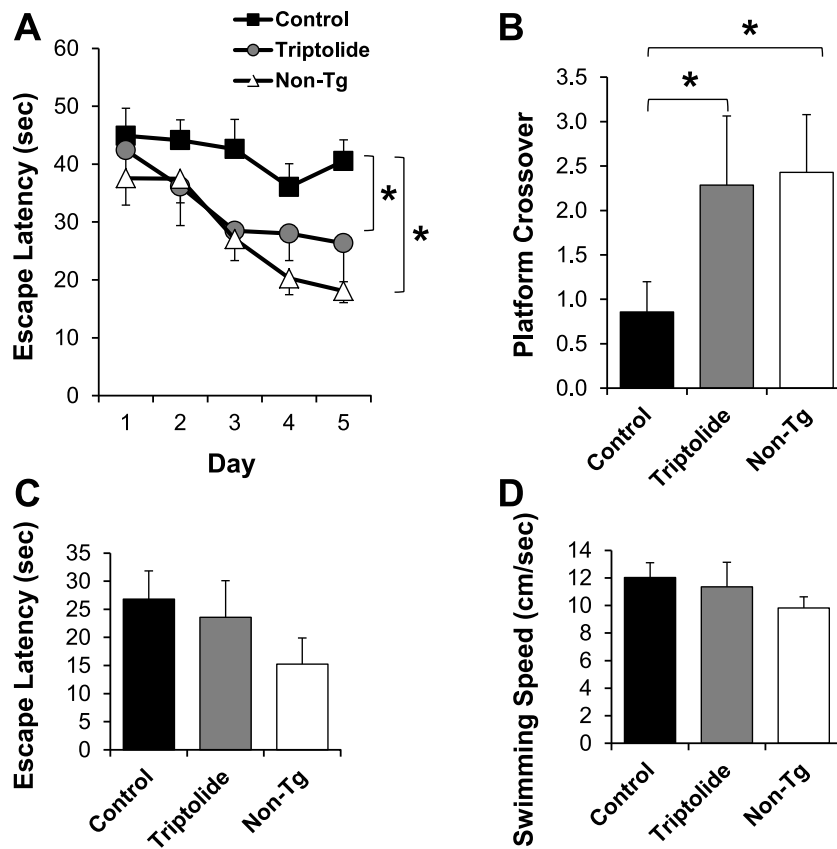 A
Control
Triptolide
Non-Tg
Escape Latency (sec)
60
50
40
30
20
10
0
*
*
1 2 3 4 5
Day
B
*
*
Platform Crossover
3.5
3.0
2.5
2.0
1.5
1.0
0.5
0.0
Control
Triptolide
Non-Tg
C
Escape Latency (sec)
35
30
25
20
15
10
5
0
Control
Triptolide
Non-Tg
D
Swimming Speed (cm/sec)
14
12
10
8
6
4
2
0
Control
Triptolide
Non-Tg